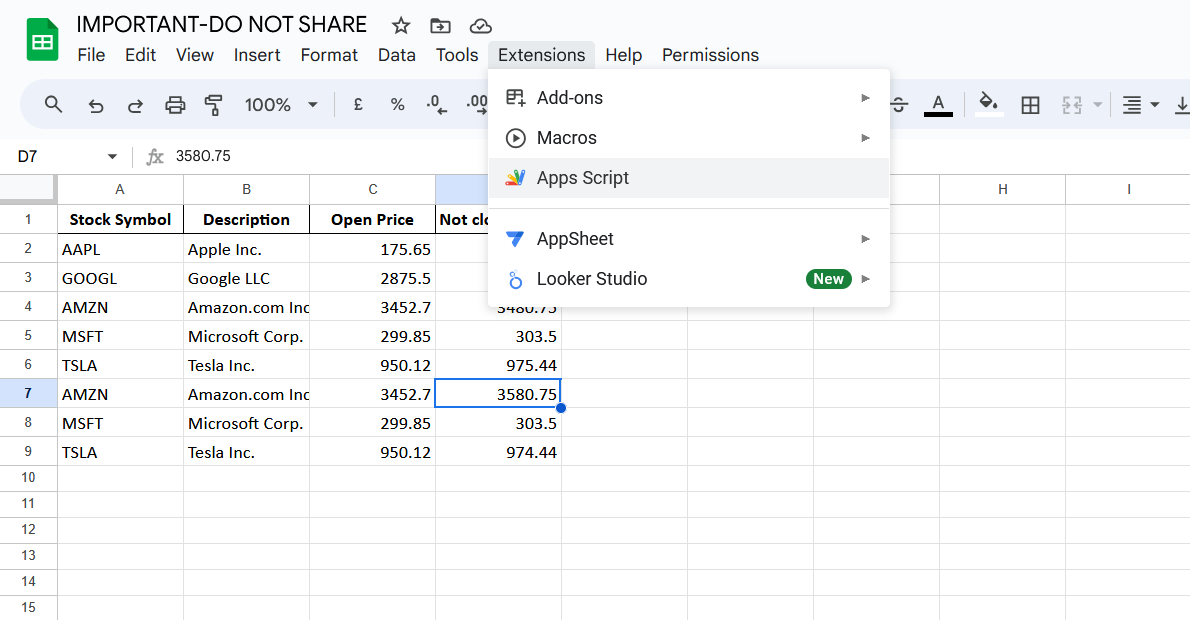 IMPORTANT-DO NOT SHARE
File Edit View Insert Format Data Tools Extensions Help Permissions
100% £ % .0 .00 A
Add-ons
Macros
Apps Script
AppSheet
Looker Studio New
D7 fx 3580.75
A B C H I
1 Stock Symbol Description Open Price Not clo
2 AAPL Apple Inc. 175.65
3 GOOGL Google LLC 2875.5
4 AMZN Amazon.com Inc 3452.7 3480.75
5 MSFT Microsoft Corp. 299.85 303.5
6 TSLA Tesla Inc. 950.12 975.44
7 AMZN Amazon.com Inc 3452.7 3580.75
8 MSFT Microsoft Corp. 299.85 303.5
9 TSLA Tesla Inc. 950.12 974.44
10
11
12
13
14
15